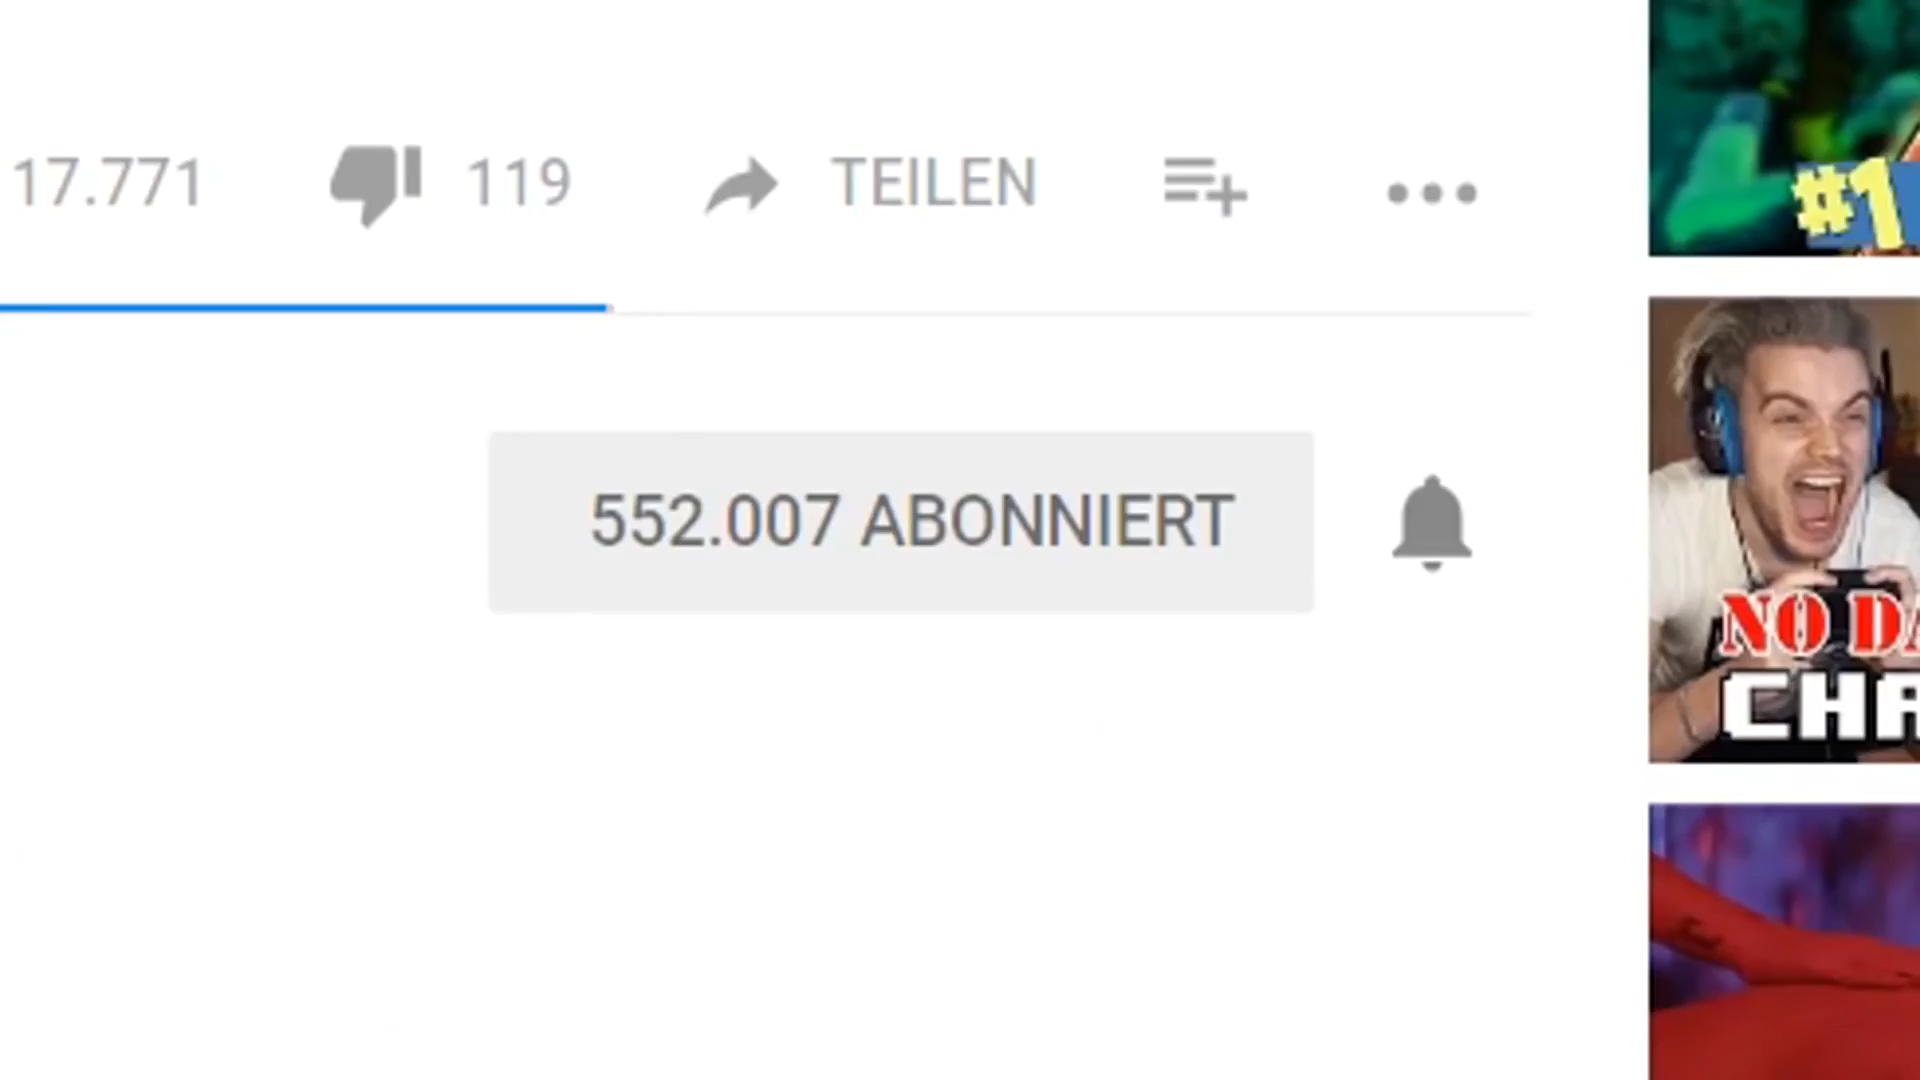 17.771 119 TEILEN
552.007 ABONNIERT
#1
NO DA
CHA